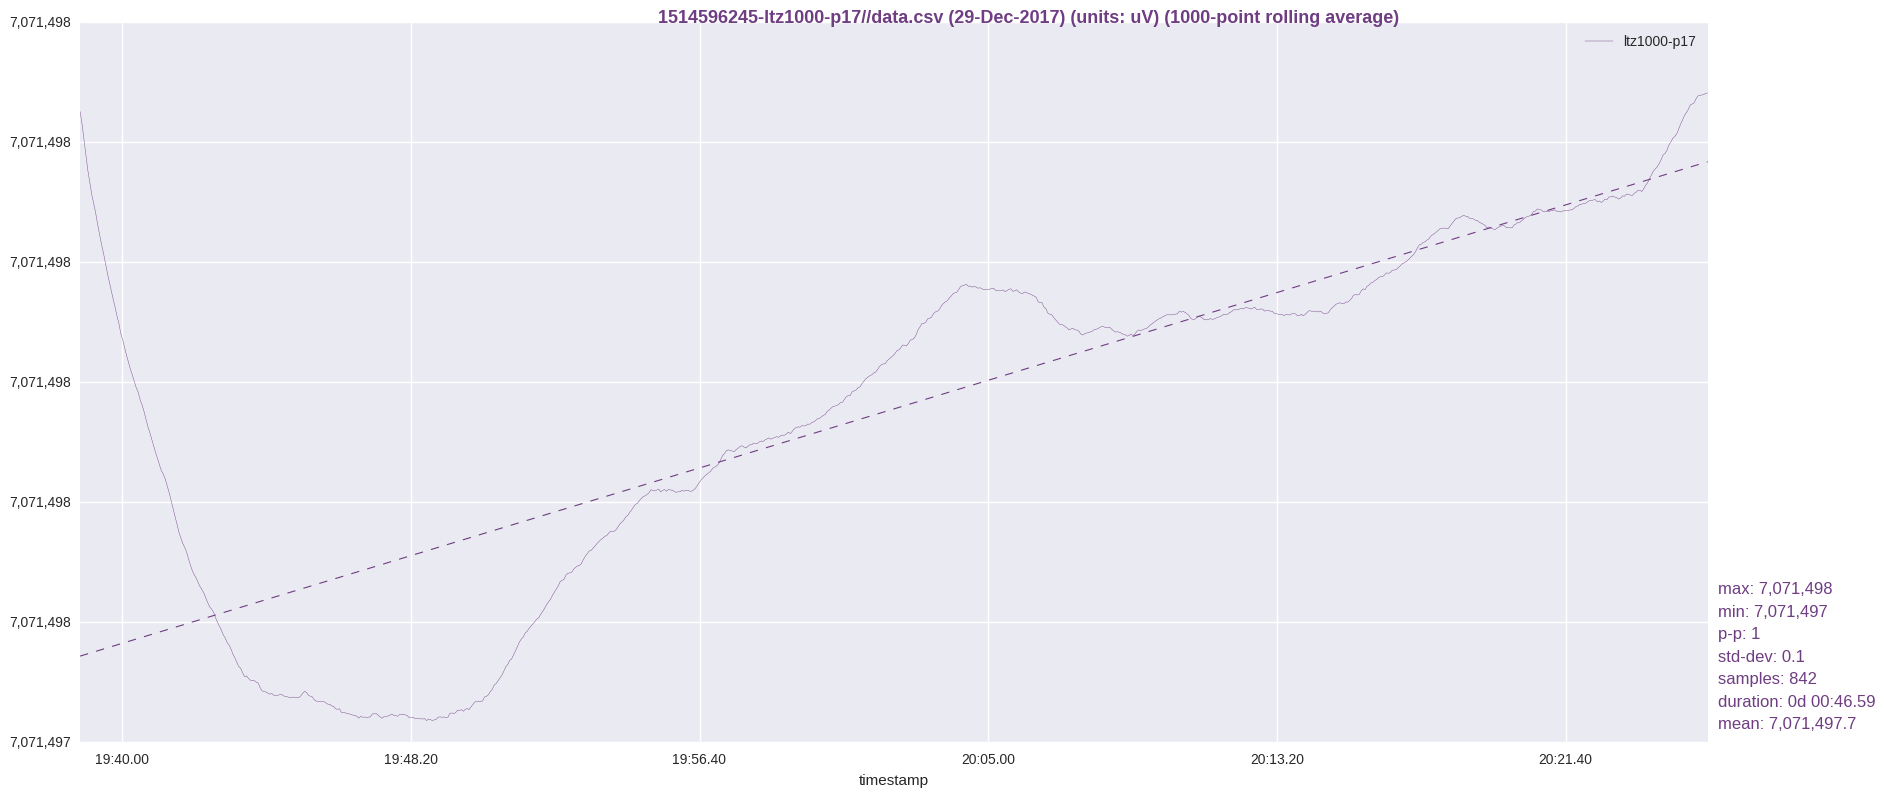 1514596245-ltz1000-p17//data.csv (29-Dec-2017) (units: uV) (1000-point rolling average)
ltz1000-p17
7,071,498
7,071,498
7,071,498
7,071,498
7,071,498
7,071,498
7,071,497
max: 7,071,498
min: 7,071,497
p-p: 1
std-dev: 0.1
samples: 842
duration: 0d 00:46.59
mean: 7,071,497.7
19:40.00 19:48.20 19:56.40 20:05.00 20:13.20 20:21.40
timestamp